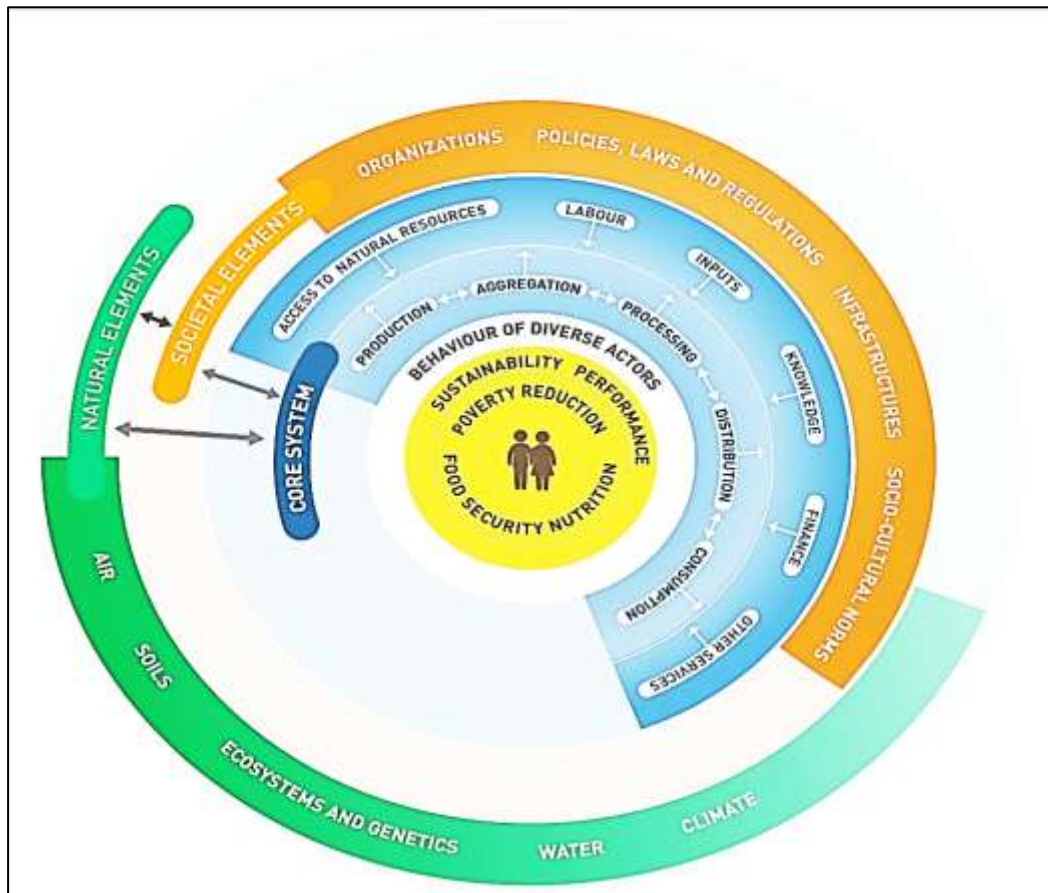 NATURAL ELEMENTS
SOCIETAL ELEMENTS
CORE SYSTEM
ORGANIZATIONS
POLICIES, LAWS AND REGULATIONS
INFRASTRUCTURES
SOCIO-CULTURAL NORMS
ACCESS TO NATURAL RESOURCES
LABOUR
INPUTS
KNOWLEDGE
FINANCE
OTHER SERVICES
PRODUCTION
AGGREGATION
PROCESSING
DISTRIBUTION
CONSUMPTION
BEHAVIOUR OF DIVERSE ACTORS
SUSTAINABILITY PERFORMANCE
POVERTY REDUCTION
FOOD SECURITY NUTRITION
AIR
SOILS
ECOSYSTEMS AND GENETICS
WATER
CLIMATE